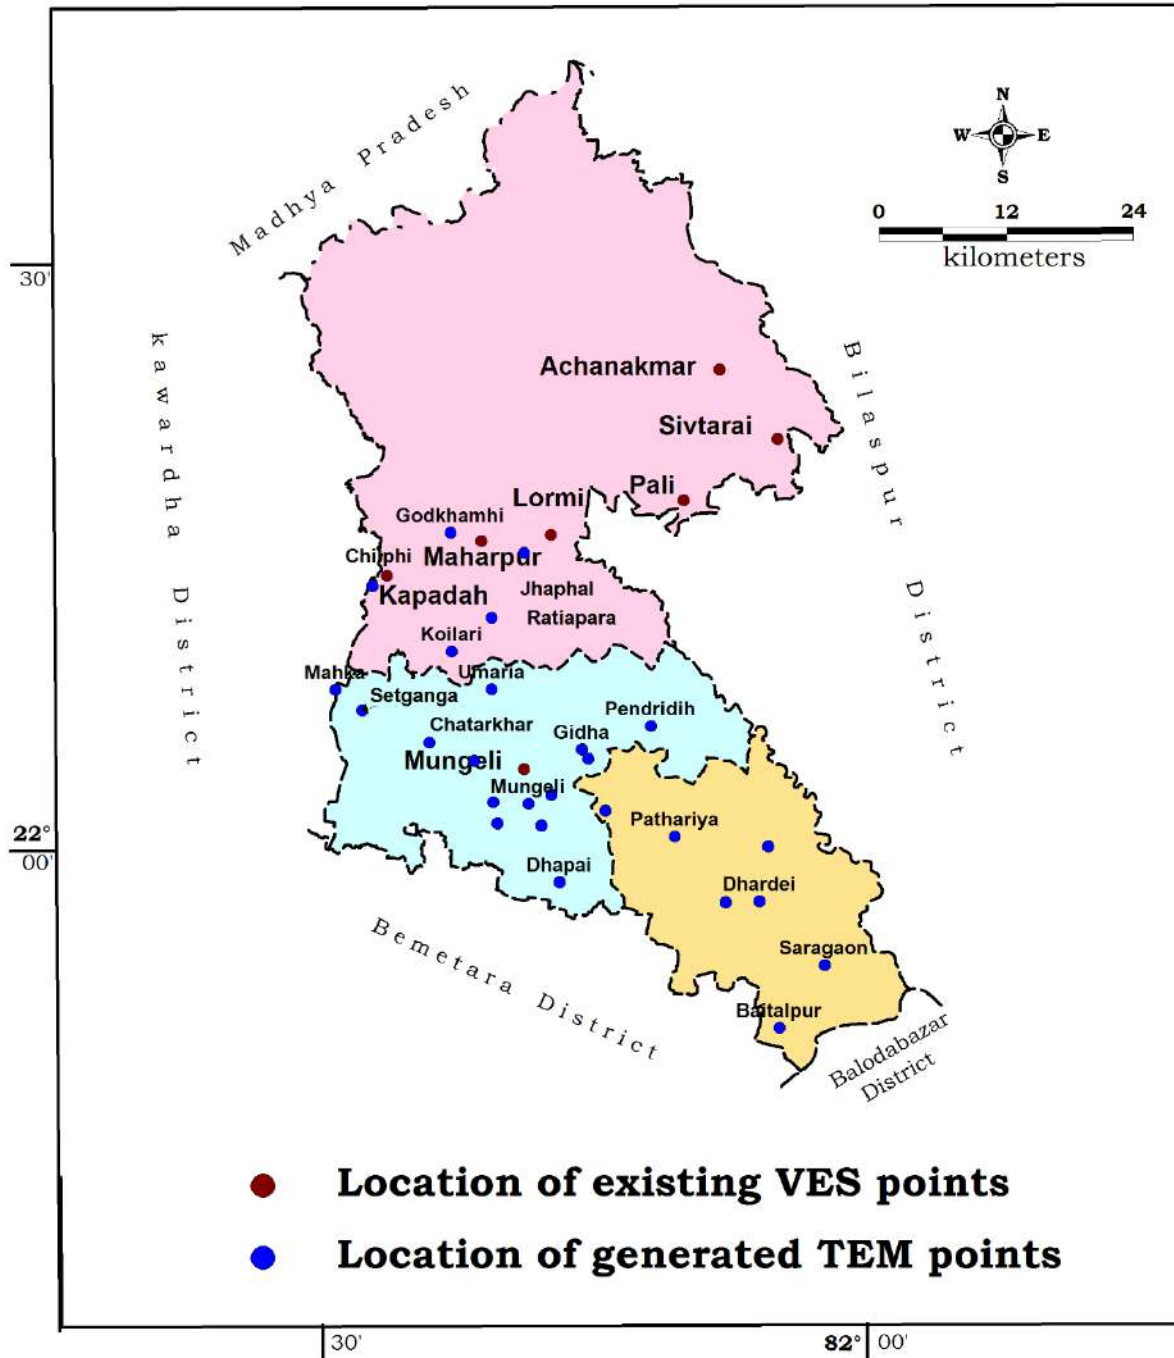 Madhya Pradesh
N
W E
S
0 12 24
kilometers
30'
kawardha District
Bilaspur District
Achanakmar
Sivtarai
Pali
Lormi
Godkhamhi
Maharpur
Chilphi
Kapadah
Jhaphal
Ratiapara
Koilari
Umaria
Mahka
Setganga
Pendridih
Chatarkhar
Gidha
Mungeli
Mungeli
Pathariya
22°
00'
Dhapai
Dhardei
Saragaon
Baitalpur
Bemetara District
Balodabazar
District
Location of existing VES points
Location of generated TEM points
30'
82° 00'